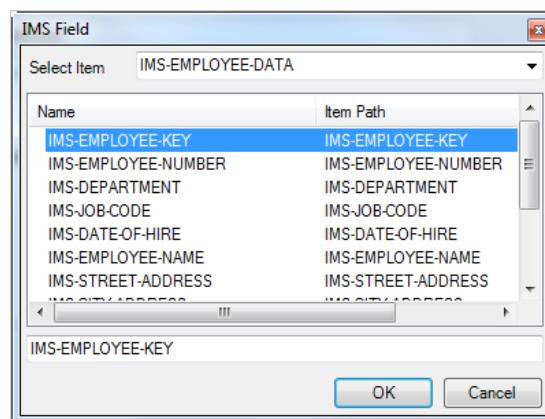 IMS Field
Select Item IMS-EMPLOYEE-DATA
Name Item Path
IMS-EMPLOYEE-KEY IMS-EMPLOYEE-KEY
IMS-EMPLOYEE-NUMBER IMS-EMPLOYEE-NUMBER
IMS-DEPARTMENT IMS-DEPARTMENT
IMS-JOB-CODE IMS-JOB-CODE
IMS-DATE-OF-HIRE IMS-DATE-OF-HIRE
IMS-EMPLOYEE-NAME IMS-EMPLOYEE-NAME
IMS-STREET-ADDRESS IMS-STREET-ADDRESS
IMS-EMPLOYEE-KEY
OK Cancel